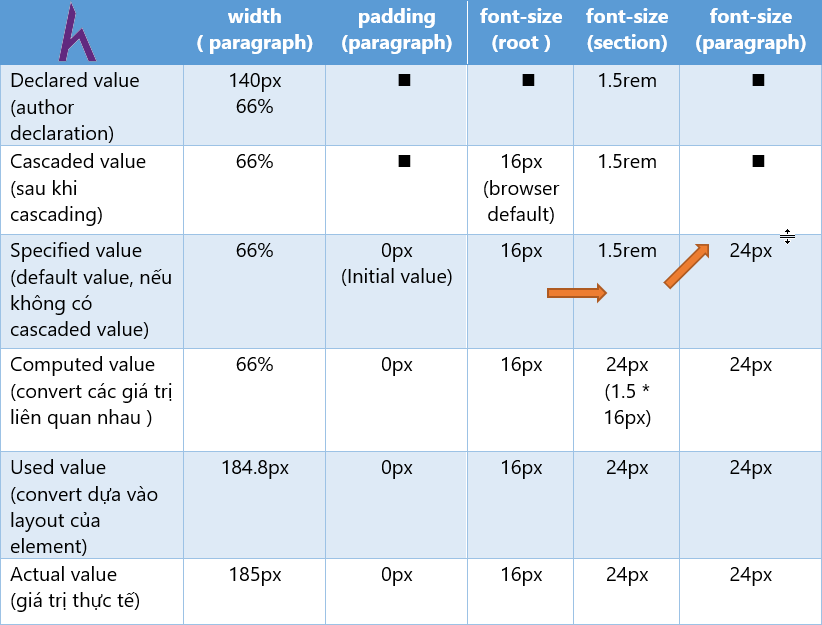 width
( paragraph)
padding
(paragraph)
font-size
(root )
font-size
(section)
font-size
(paragraph)
Declared value
(author
declaration)
140px
66%
■
■
1.5rem
■
Cascaded value
(sau khi
cascading)
66%
■
16px
(browser
default)
1.5rem
■
Specified value
(default value, nếu
không có
cascaded value)
66%
0px
(Initial value)
16px
1.5rem
24px
Computed value
(convert các giá trị
liên quan nhau )
66%
0px
16px
24px
(1.5 *
16px)
24px
Used value
(convert dựa vào
layout của
element)
184.8px
0px
16px
24px
24px
Actual value
(giá trị thực tế)
185px
0px
16px
24px
24px